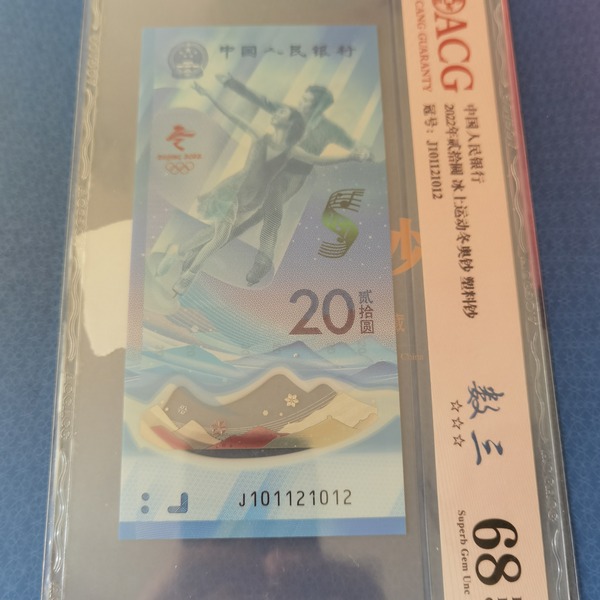 中国人民银行
BEIJING 2022
20
贰拾圆
J101121012
ACG
CANG GUARANTY
中国人民银行
2022年贰拾圆 冰上运动冬奥钞 塑料钞
冠号: J101121012
数三
☆☆☆
68
Superb Gem Unc